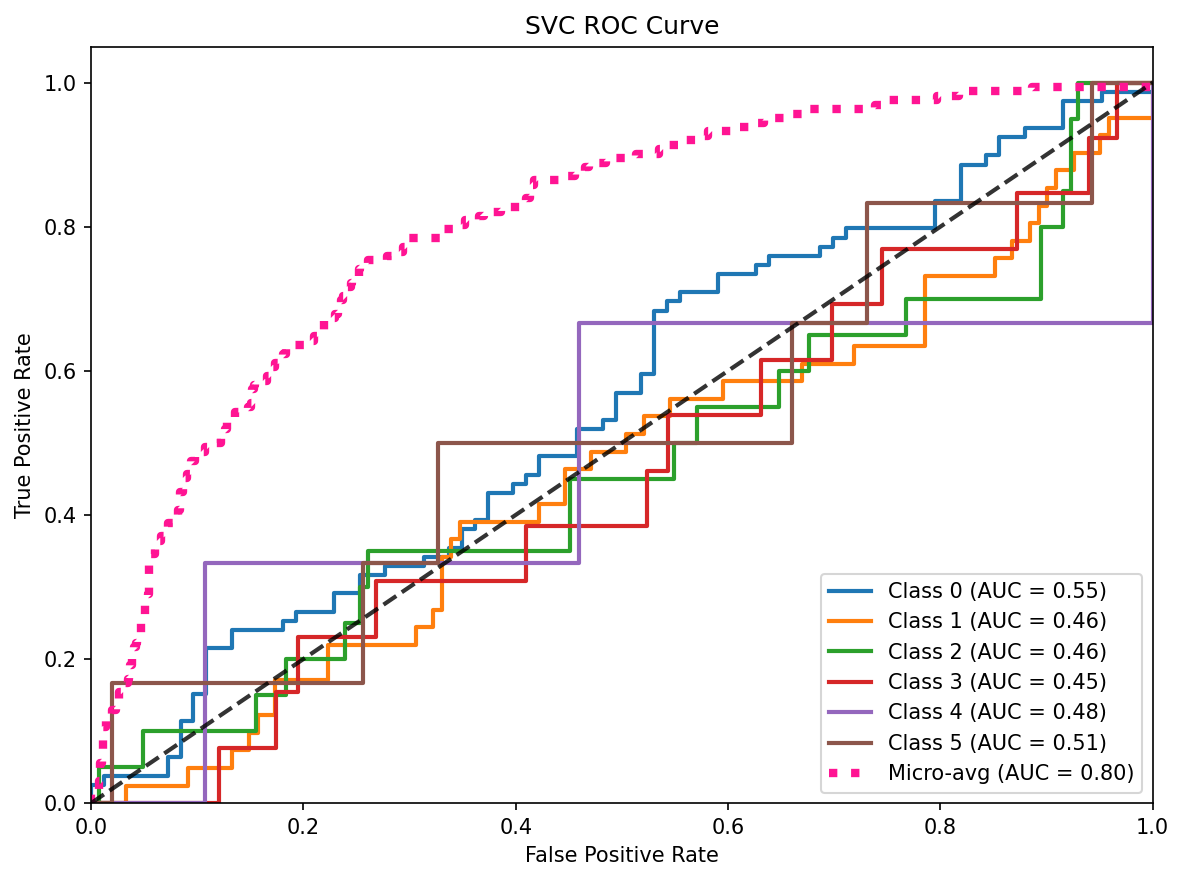 SVC ROC Curve
True Positive Rate
1.0
0.8
0.6
0.4
0.2
0.0
0.0 0.2 0.4 0.6 0.8 1.0
False Positive Rate
Class 0 (AUC = 0.55)
Class 1 (AUC = 0.46)
Class 2 (AUC = 0.46)
Class 3 (AUC = 0.45)
Class 4 (AUC = 0.48)
Class 5 (AUC = 0.51)
Micro-avg (AUC = 0.80)